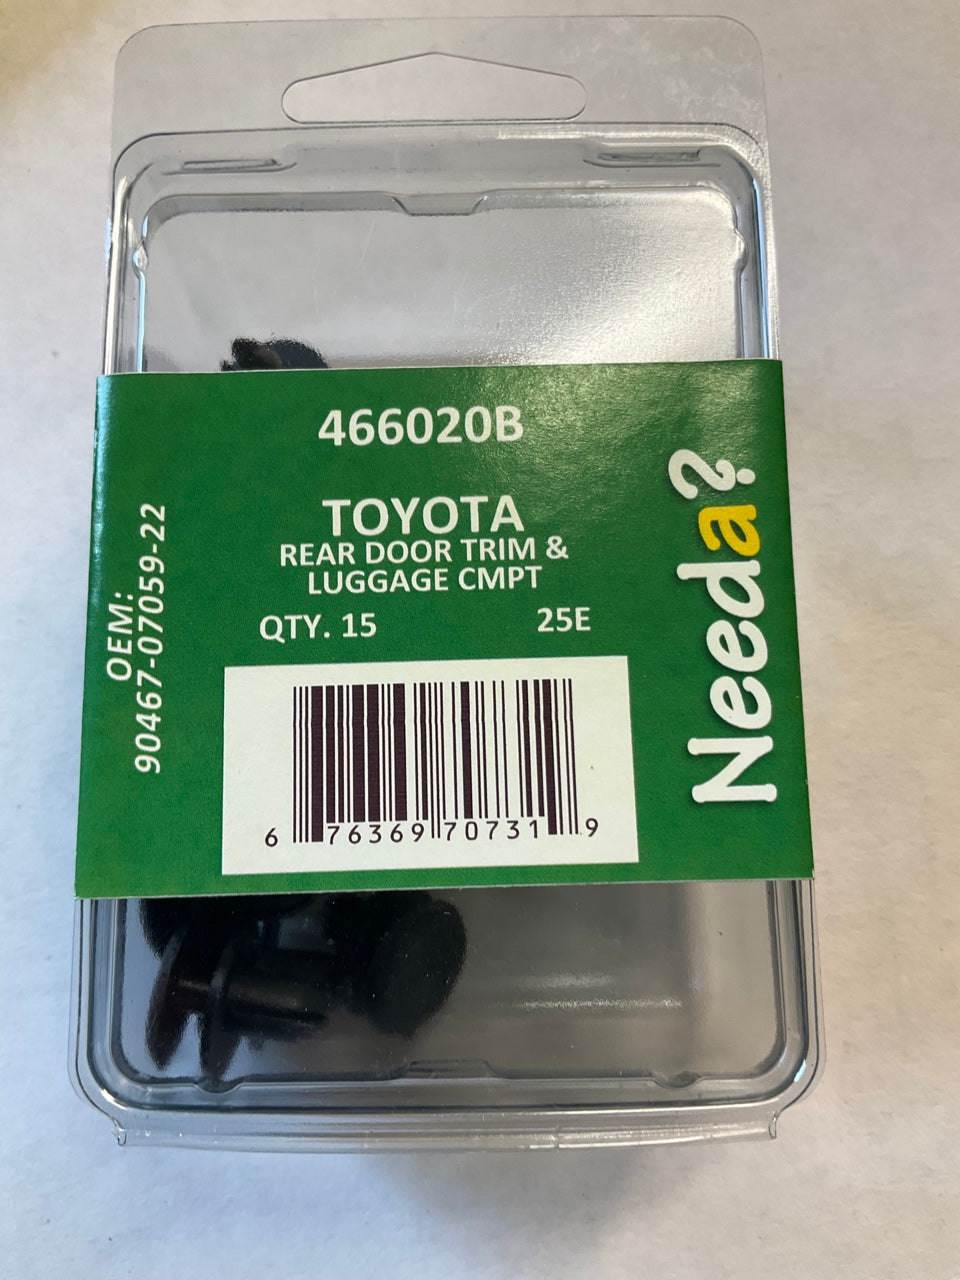 466020B
TOYOTA
REAR DOOR TRIM &
LUGGAGE CMPT
QTY. 15 25E
OEM:
90467-07059-22
Needa?
6 76369 70731 9